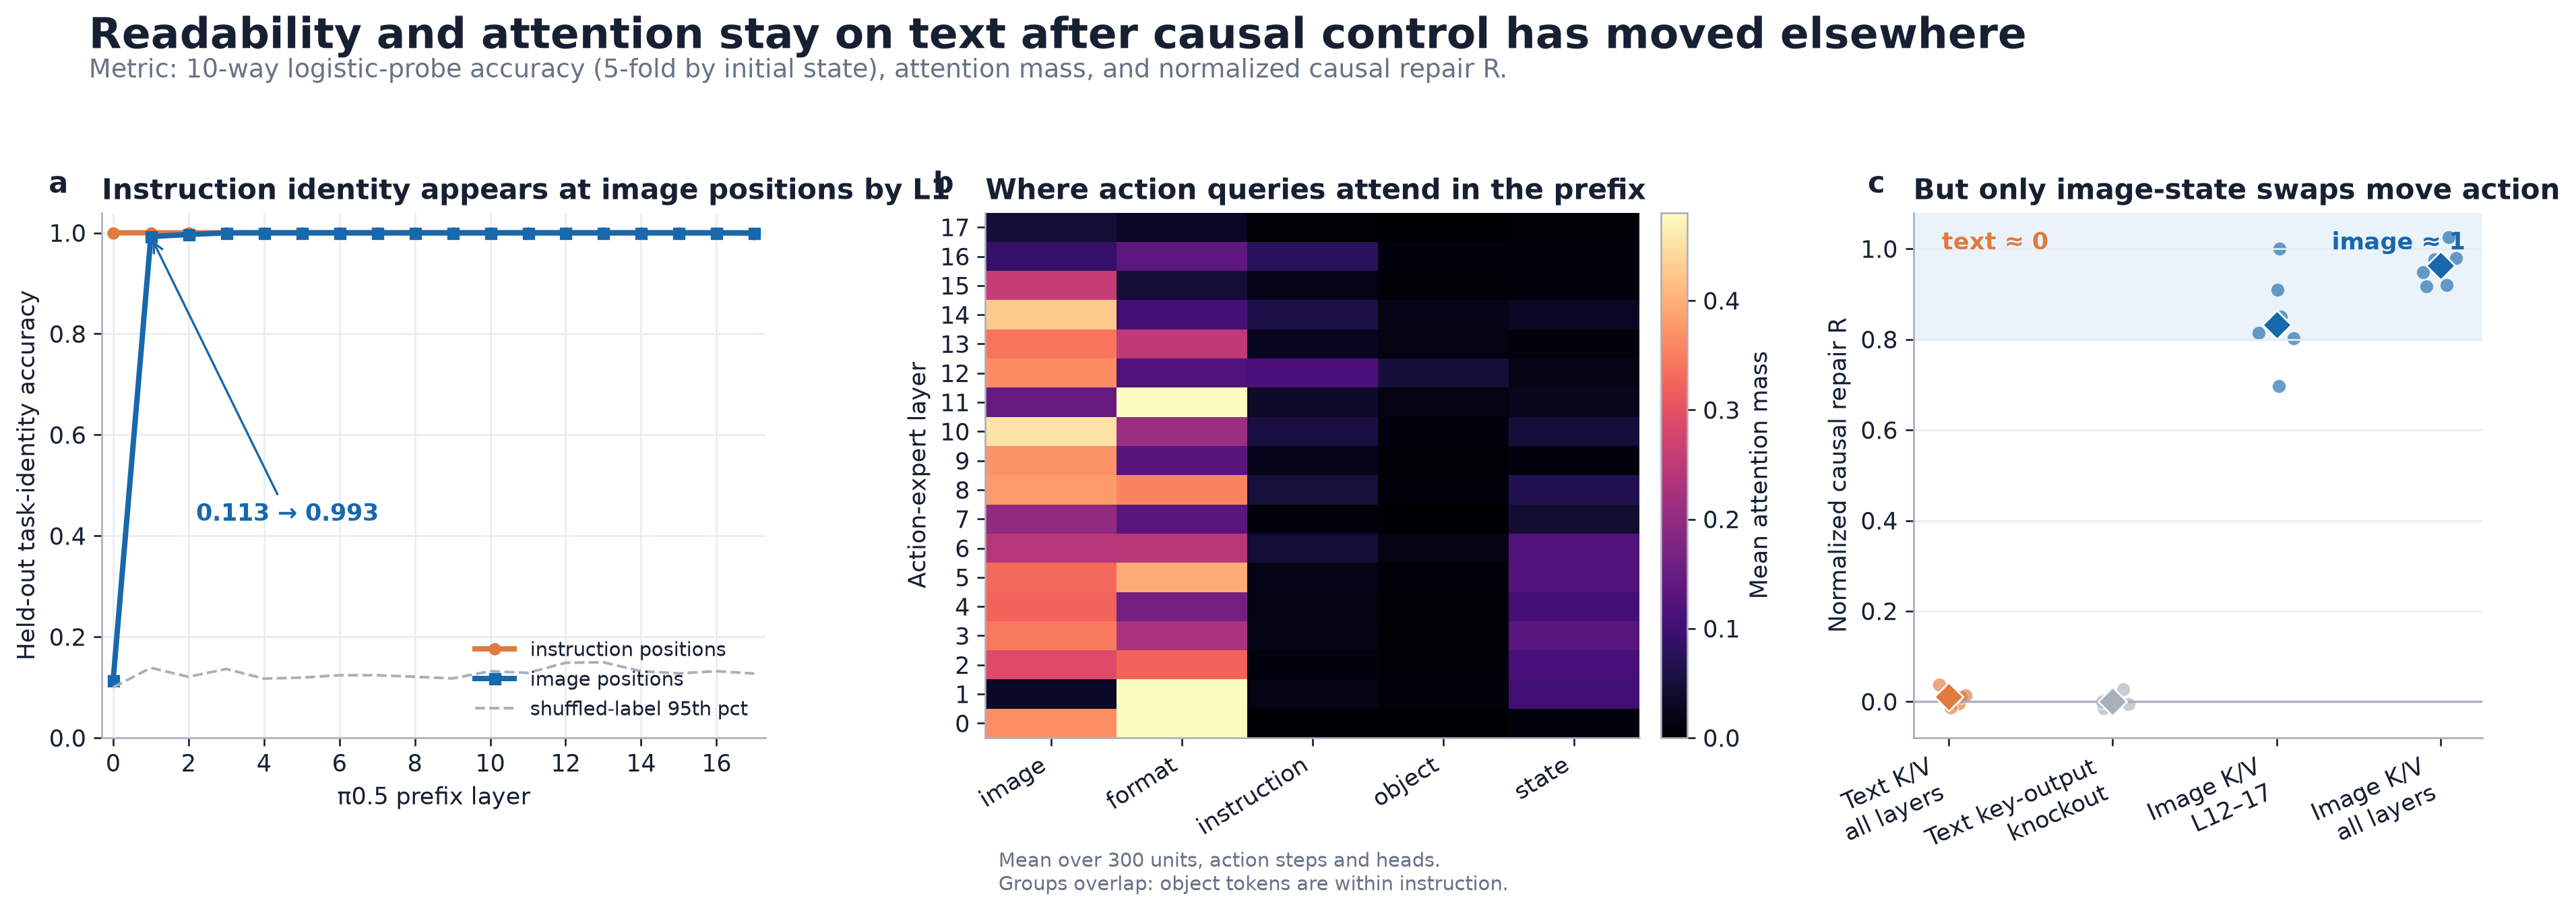 Readability and attention stay on text after causal control has moved elsewhere
Metric: 10-way logistic-probe accuracy (5-fold by initial state), attention mass, and normalized causal repair R.
a
Instruction identity appears at image positions by L1
Held-out task-identity accuracy
1.0
0.8
0.6
0.4
0.2
0.0
0.113 → 0.993
instruction positions
image positions
shuffled-label 95th pct
0 2 4 6 8 10 12 14 16
π0.5 prefix layer
b
Where action queries attend in the prefix
Action-expert layer
17
16
15
14
13
12
11
10
9
8
7
6
5
4
3
2
1
0
image format instruction object state
0.4
0.3
0.2
0.1
0.0
Mean attention mass
Mean over 300 units, action steps and heads.
Groups overlap: object tokens are within instruction.
c
But only image-state swaps move action
Normalized causal repair R
1.0
0.8
0.6
0.4
0.2
0.0
text ≈ 0
image ≈ 1
Text K/V
all layers
Text key-output
knockout
Image K/V
L12–17
Image K/V
all layers